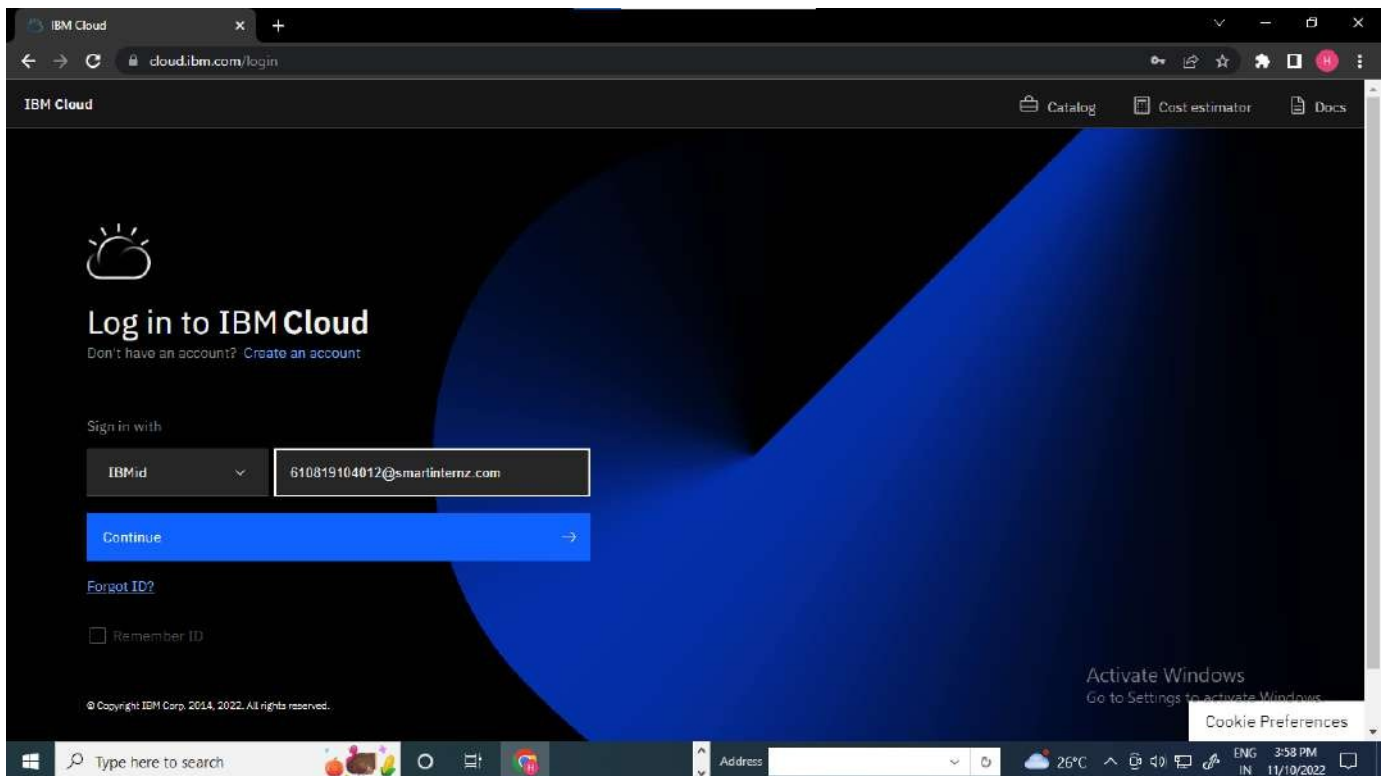 IBM Cloud
cloud.ibm.com/login
H
IBM Cloud
Catalog
Cost estimator
Docs
Log in to IBM Cloud
Don't have an account? Create an account
Sign in with
IBMid
610819104012@smartinternz.com
Continue
Forgot ID?
Remember ID
Activate Windows
Go to Settings to activate Windows.
© Copyright IBM Corp. 2014, 2022. All rights reserved.
Cookie Preferences
Type here to search
Address
26°C
ENG
IN
3:58 PM
11/10/2022